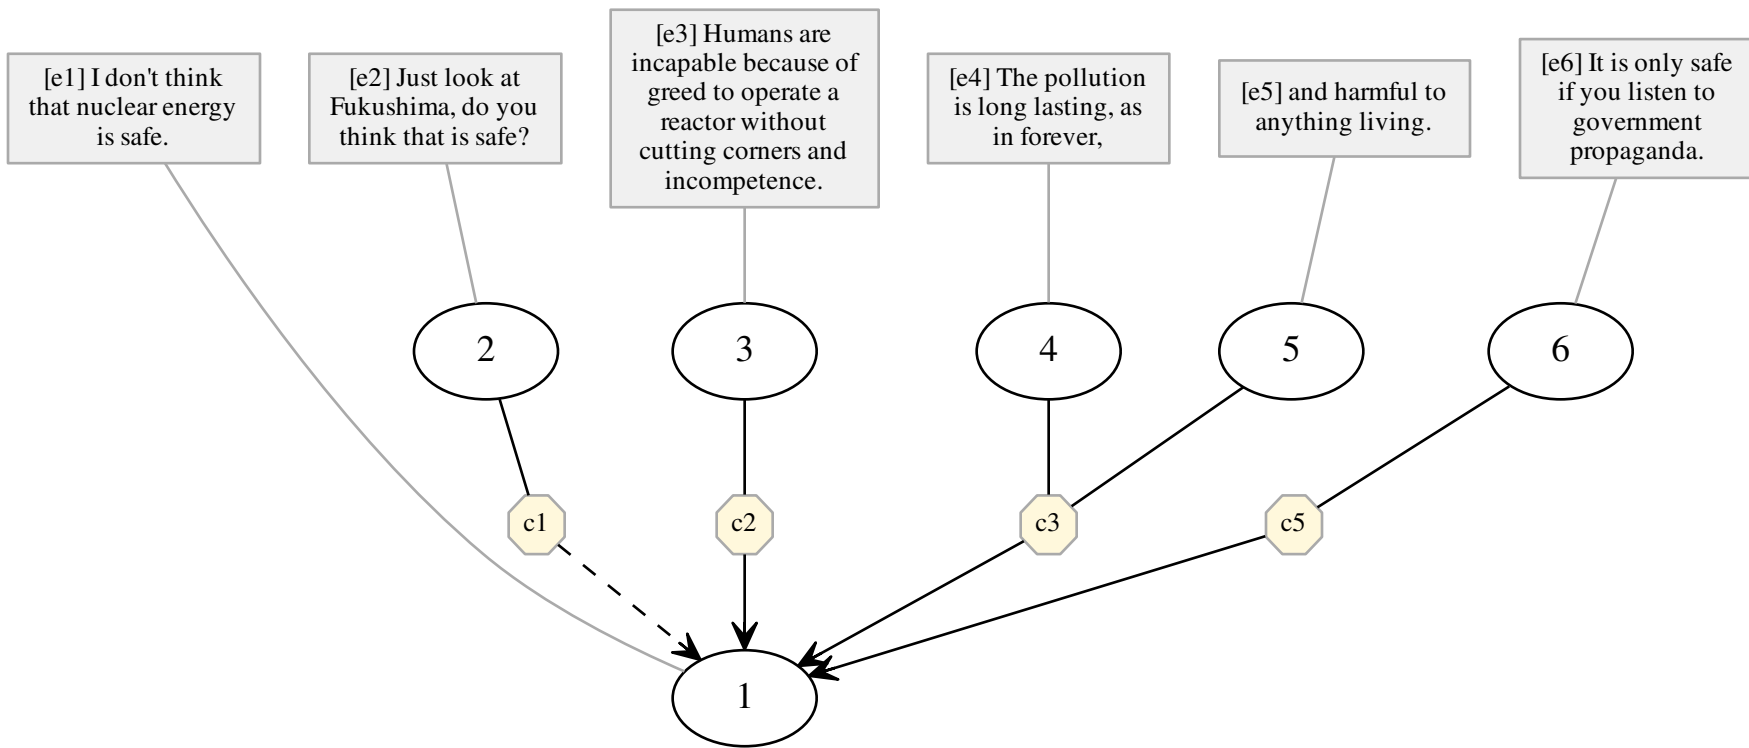 [e1] I don't think
that nuclear energy
is safe.
[e2] Just look at
Fukushima, do you
think that is safe?
[e3] Humans are
incapable because of
greed to operate a
reactor without
cutting corners and
incompetence.
[e4] The pollution
is long lasting, as
in forever,
[e5] and harmful to
anything living.
[e6] It is only safe
if you listen to
government
propaganda.
2
3
4
5
6
c1
c2
c3
c5
1